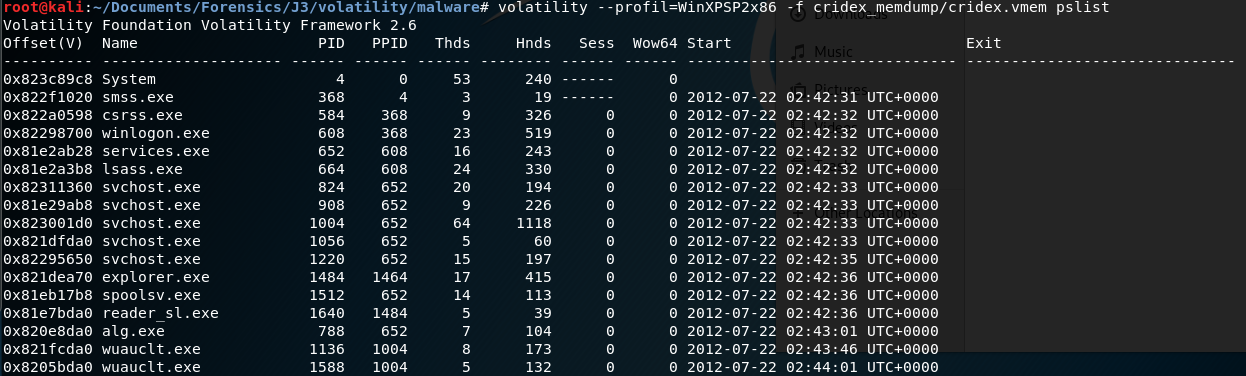 root@kali:~/Documents/Forensics/J3/volatility/malware# volatility --profil=WinXPSP2x86 -f cridex_memdump/cridex.vmem pslist
Volatility Foundation Volatility Framework 2.6
Offset(V)  Name                    PID   PPID   Thds     Hnds   Sess  Wow64 Start                          Exit
---------- -------------------- ------ ------ ------ -------- ------ ------ ------------------------------ ------------------------------
0x823c89c8 System                    4      0     53      240 ------      0
0x822f1020 smss.exe                368      4      3       19 ------      0 2012-07-22 02:42:31 UTC+0000
0x822a0598 csrss.exe               584    368      9      326      0      0 2012-07-22 02:42:32 UTC+0000
0x82298700 winlogon.exe            608    368     23      519      0      0 2012-07-22 02:42:32 UTC+0000
0x81e2ab28 services.exe            652    608     16      243      0      0 2012-07-22 02:42:32 UTC+0000
0x81e2a3b8 lsass.exe               664    608     24      330      0      0 2012-07-22 02:42:32 UTC+0000
0x82311360 svchost.exe             824    652     20      194      0      0 2012-07-22 02:42:33 UTC+0000
0x81e29ab8 svchost.exe             908    652      9      226      0      0 2012-07-22 02:42:33 UTC+0000
0x823001d0 svchost.exe            1004    652     64     1118      0      0 2012-07-22 02:42:33 UTC+0000
0x821dfda0 svchost.exe            1056    652      5       60      0      0 2012-07-22 02:42:33 UTC+0000
0x82295650 svchost.exe            1220    652     15      197      0      0 2012-07-22 02:42:35 UTC+0000
0x821dea70 explorer.exe           1484   1464     17      415      0      0 2012-07-22 02:42:36 UTC+0000
0x81eb17b8 spoolsv.exe            1512    652     14      113      0      0 2012-07-22 02:42:36 UTC+0000
0x81e7bda0 reader_sl.exe          1640   1484      5       39      0      0 2012-07-22 02:42:36 UTC+0000
0x820e8da0 alg.exe                 788    652      7      104      0      0 2012-07-22 02:43:01 UTC+0000
0x821fcda0 wuauclt.exe            1136   1004      8      173      0      0 2012-07-22 02:43:46 UTC+0000
0x8205bda0 wuauclt.exe            1588   1004      5      132      0      0 2012-07-22 02:44:01 UTC+0000
Downloads
Music
Pictures
Other Locations